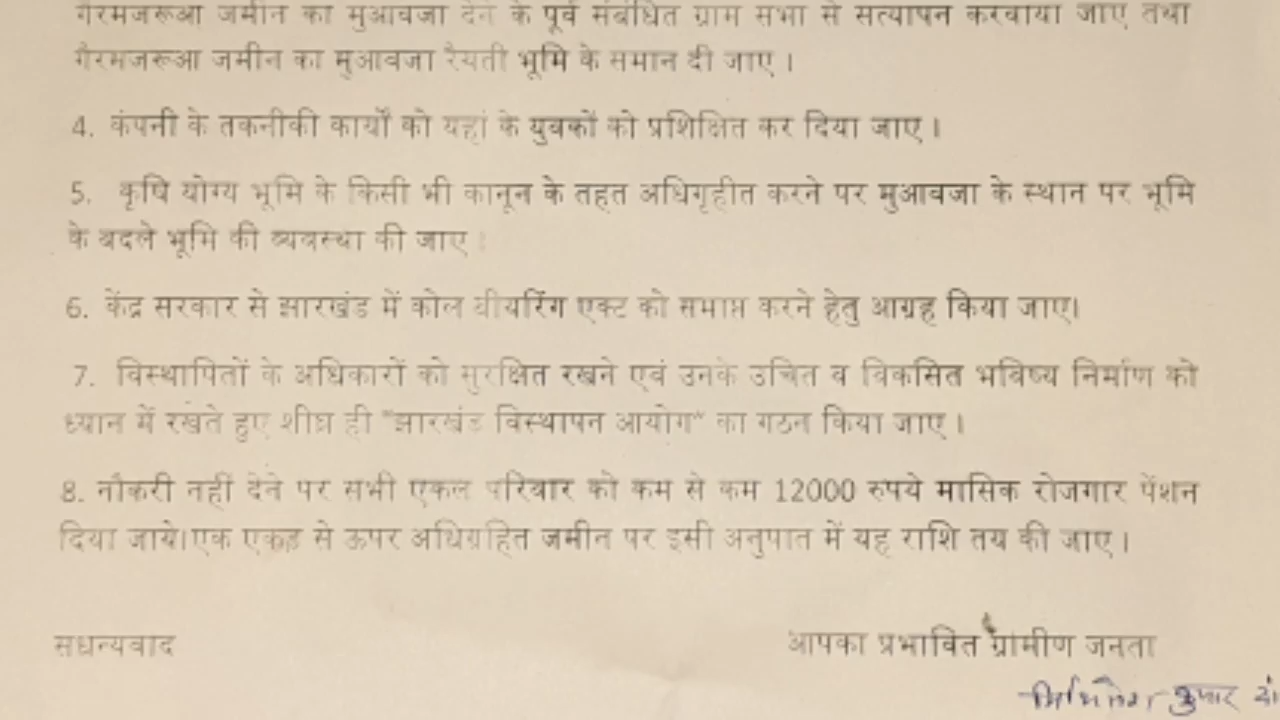 गैरमजरूआ जमीन का मुआवजा देने के पूर्व संबंधित ग्राम सभा से सत्यापन करवाया जाए तथा
गैरमजरूआ जमीन का मुआवजा रैयती भूमि के समान दी जाए ।
4. कंपनी के तकनीकी कार्यों को यहां के युवकों को प्रशिक्षित कर दिया जाए ।
5. कृषि योग्य भूमि के किसी भी कानून के तहत अधिगृहीत करने पर मुआवजा के स्थान पर भूमि
के बदले भूमि की व्यवस्था की जाए ।
6. केंद्र सरकार से झारखंड में कोल वीयरिंग एक्ट को समाप्त करने हेतु आग्रह किया जाए।
7. विस्थापितों के अधिकारों को सुरक्षित रखने एवं उनके उचित व विकसित भविष्य निर्माण को
ध्यान में रखते हुए शीघ्र ही "झारखंड विस्थापन आयोग" का गठन किया जाए ।
8. नौकरी नहीं देने पर सभी एकल परिवार को कम से कम 12000 रुपये मासिक रोजगार पेंशन
दिया जाये।एक एकड़ से ऊपर अधिग्रहित जमीन पर इसी अनुपात में यह राशि तय की जाए ।
सधन्यवाद
आपका प्रभावित ग्रामीण जनता
कुमार